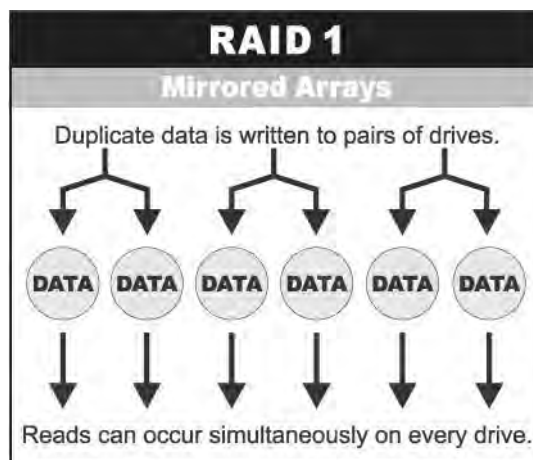 RAID 1
Mirrored Arrays
Duplicate data is written to pairs of drives.
DATA DATA DATA DATA DATA DATA
Reads can occur simultaneously on every drive.